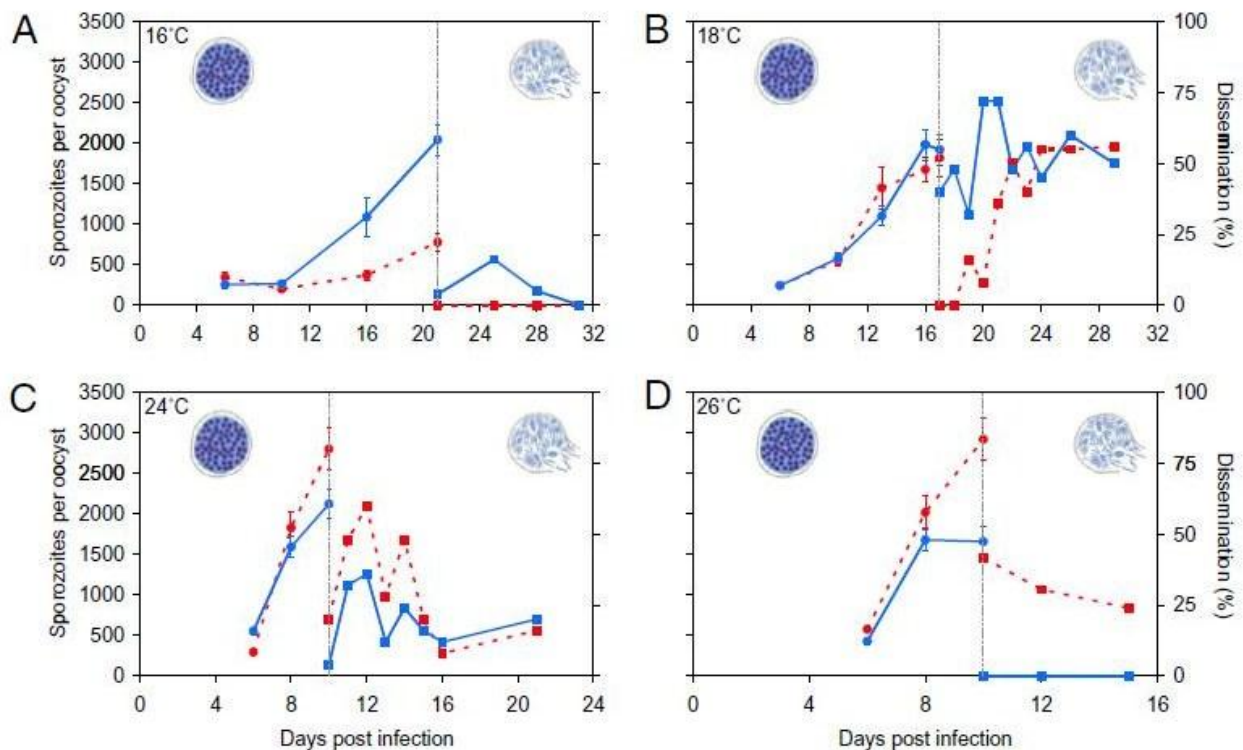 A
16°C
3500
3000
2500
2000
1500
1000
500
0
Sporozoites per oocyst
0 4 8 12 16 20 24 28 32
B
18°C
100
75
50
25
0
Dissemination (%)
0 4 8 12 16 20 24 28 32
C
24°C
3500
3000
2500
2000
1500
1000
500
0
Sporozoites per oocyst
0 4 8 12 16 20 24
Days post infection
D
26°C
100
75
50
25
0
Dissemination (%)
0 4 8 12 16
Days post infection